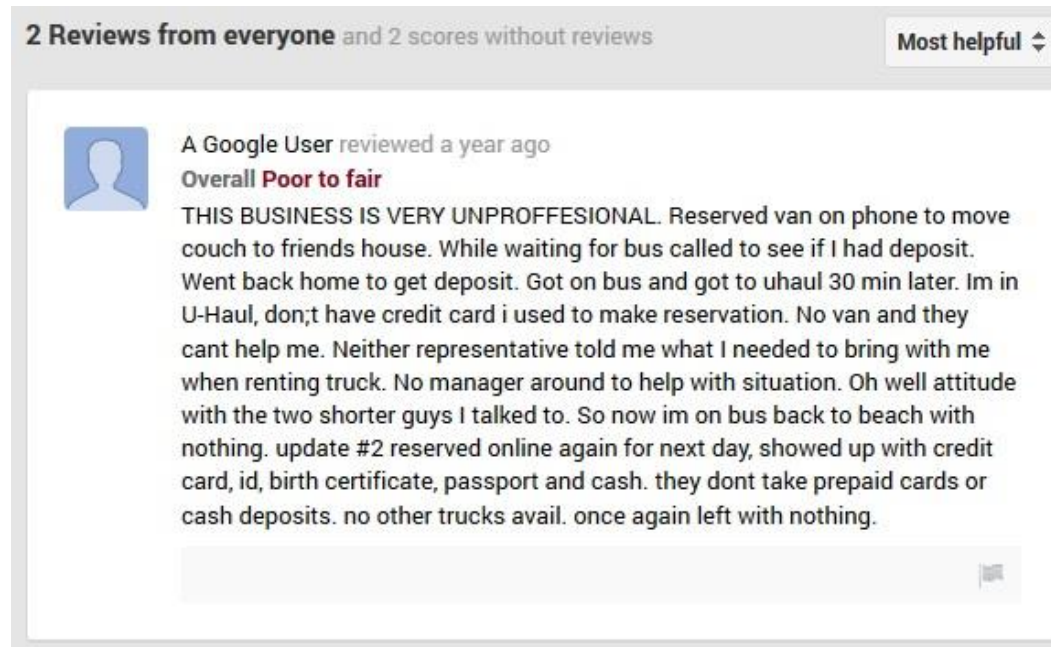 2 Reviews from everyone and 2 scores without reviews
Most helpful
A Google User reviewed a year ago
Overall Poor to fair
THIS BUSINESS IS VERY UNPROFFESIONAL. Reserved van on phone to move
couch to friends house. While waiting for bus called to see if I had deposit.
Went back home to get deposit. Got on bus and got to uhaul 30 min later. Im in
U-Haul, don;t have credit card i used to make reservation. No van and they
cant help me. Neither representative told me what I needed to bring with me
when renting truck. No manager around to help with situation. Oh well attitude
with the two shorter guys I talked to. So now im on bus back to beach with
nothing. update #2 reserved online again for next day, showed up with credit
card, id, birth certificate, passport and cash. they dont take prepaid cards or
cash deposits. no other trucks avail. once again left with nothing.